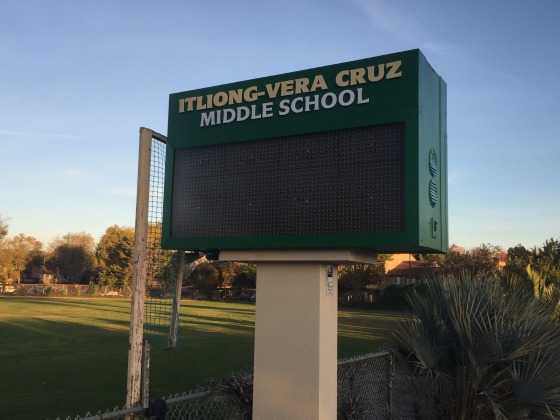 ITLIONG-VERA CRUZ
MIDDLE SCHOOL